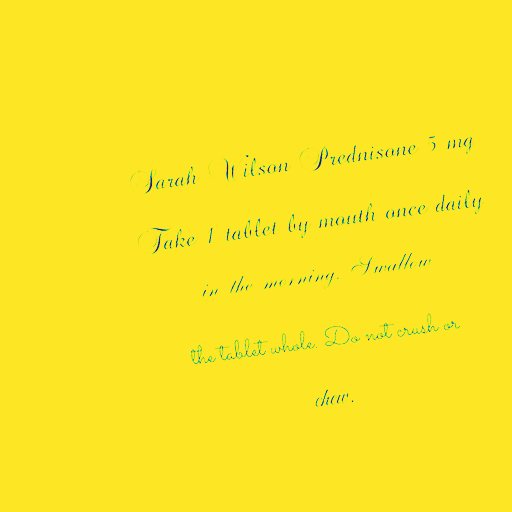 Sarah Wilson Prednisone 5 mg
Take 1 tablet by mouth once daily
in the morning. Swallow
the tablet whole. Do not crush or
chew.